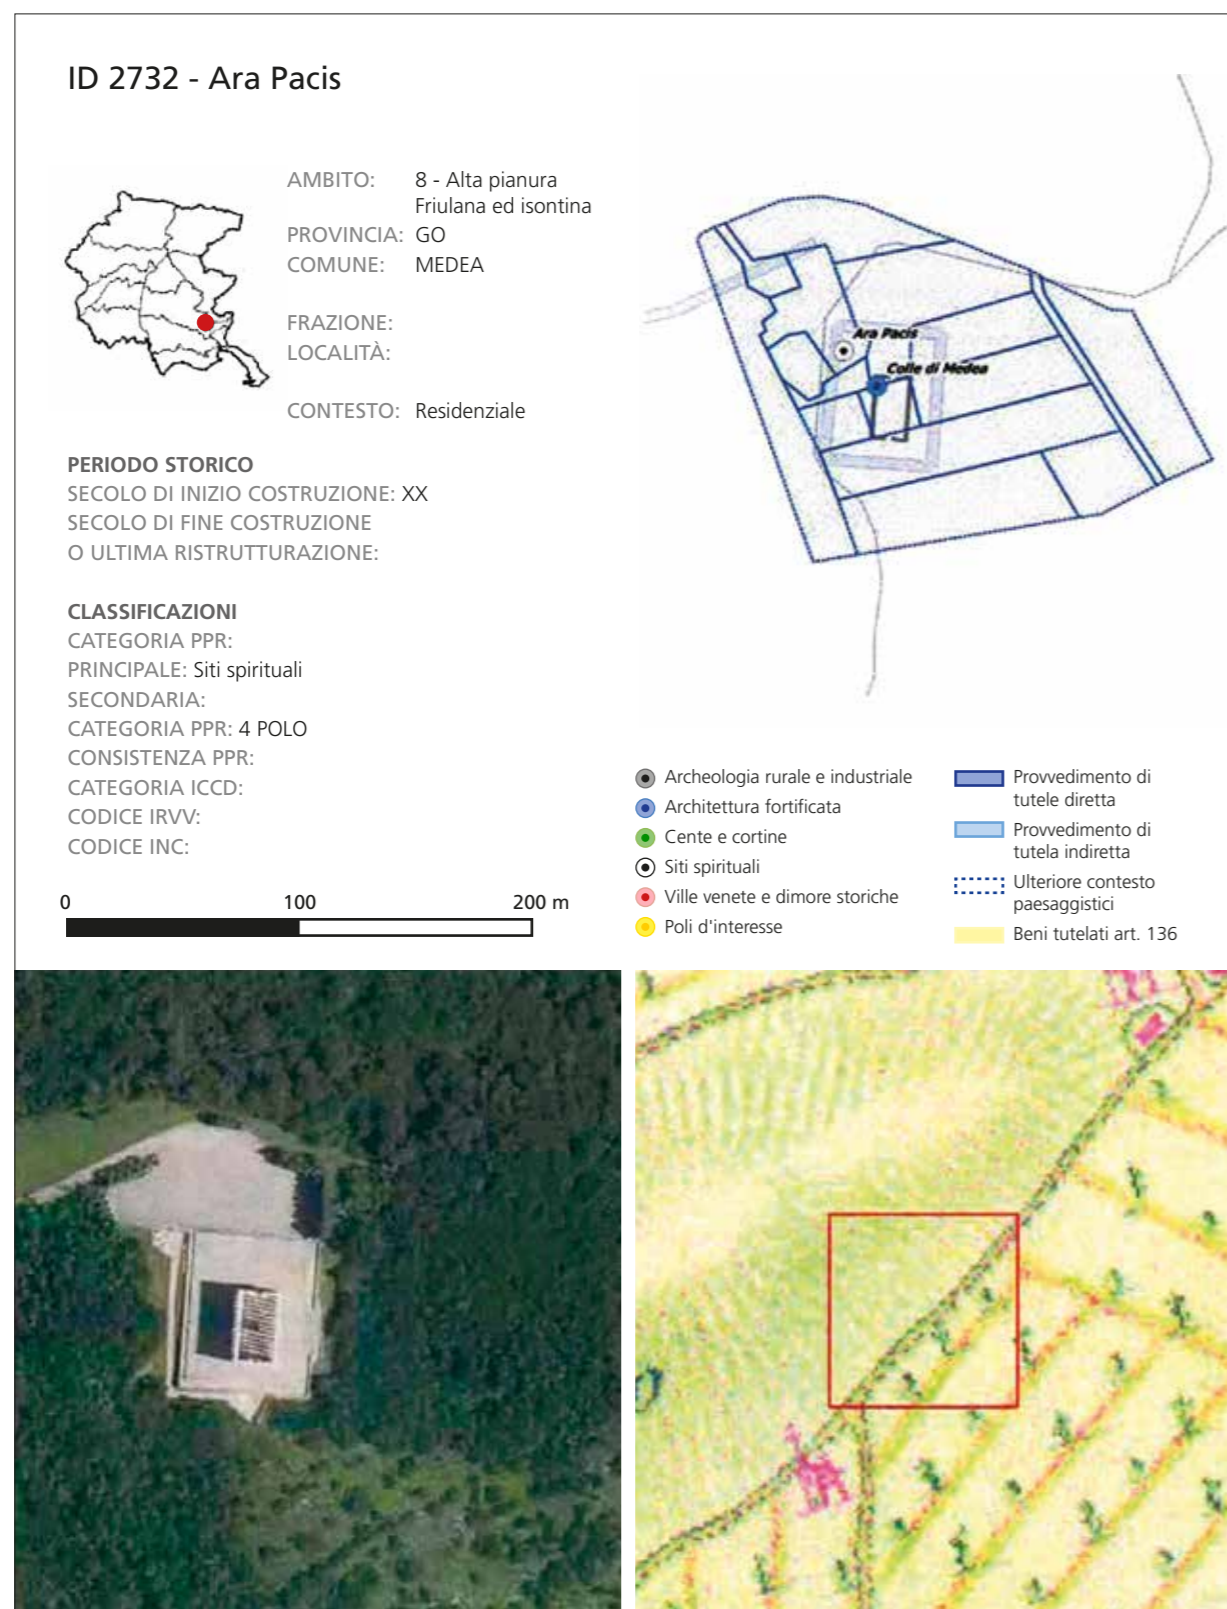 ID 2732 - Ara Pacis
AMBITO: 8 - Alta pianura
Friulana ed isontina
PROVINCIA: GO
COMUNE: MEDEA
FRAZIONE:
LOCALITÀ:
CONTESTO: Residenziale
PERIODO STORICO
SECOLO DI INIZIO COSTRUZIONE: XX
SECOLO DI FINE COSTRUZIONE
O ULTIMA RISTRUTTURAZIONE:
CLASSIFICAZIONI
CATEGORIA PPR:
PRINCIPALE: Siti spirituali
SECONDARIA:
CATEGORIA PPR: 4 POLO
CONSISTENZA PPR:
CATEGORIA ICCD:
CODICE IRVV:
CODICE INC:
0 100 200 m
Ara Pacis
Colle di Medea
Archeologia rurale e industriale
Architettura fortificata
Cente e cortine
Siti spirituali
Ville venete e dimore storiche
Poli d'interesse
Provvedimento di
tutele diretta
Provvedimento di
tutela indiretta
Ulteriore contesto
paesaggistici
Beni tutelati art. 136